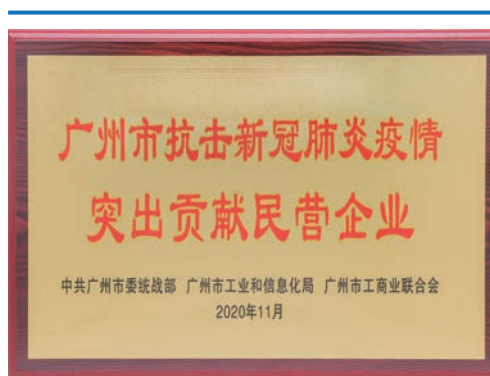 广州市抗击新冠肺炎疫情
突出贡献民营企业
中共广州市委统战部 广州市工业和信息化局 广州市工商业联合会
2020年11月